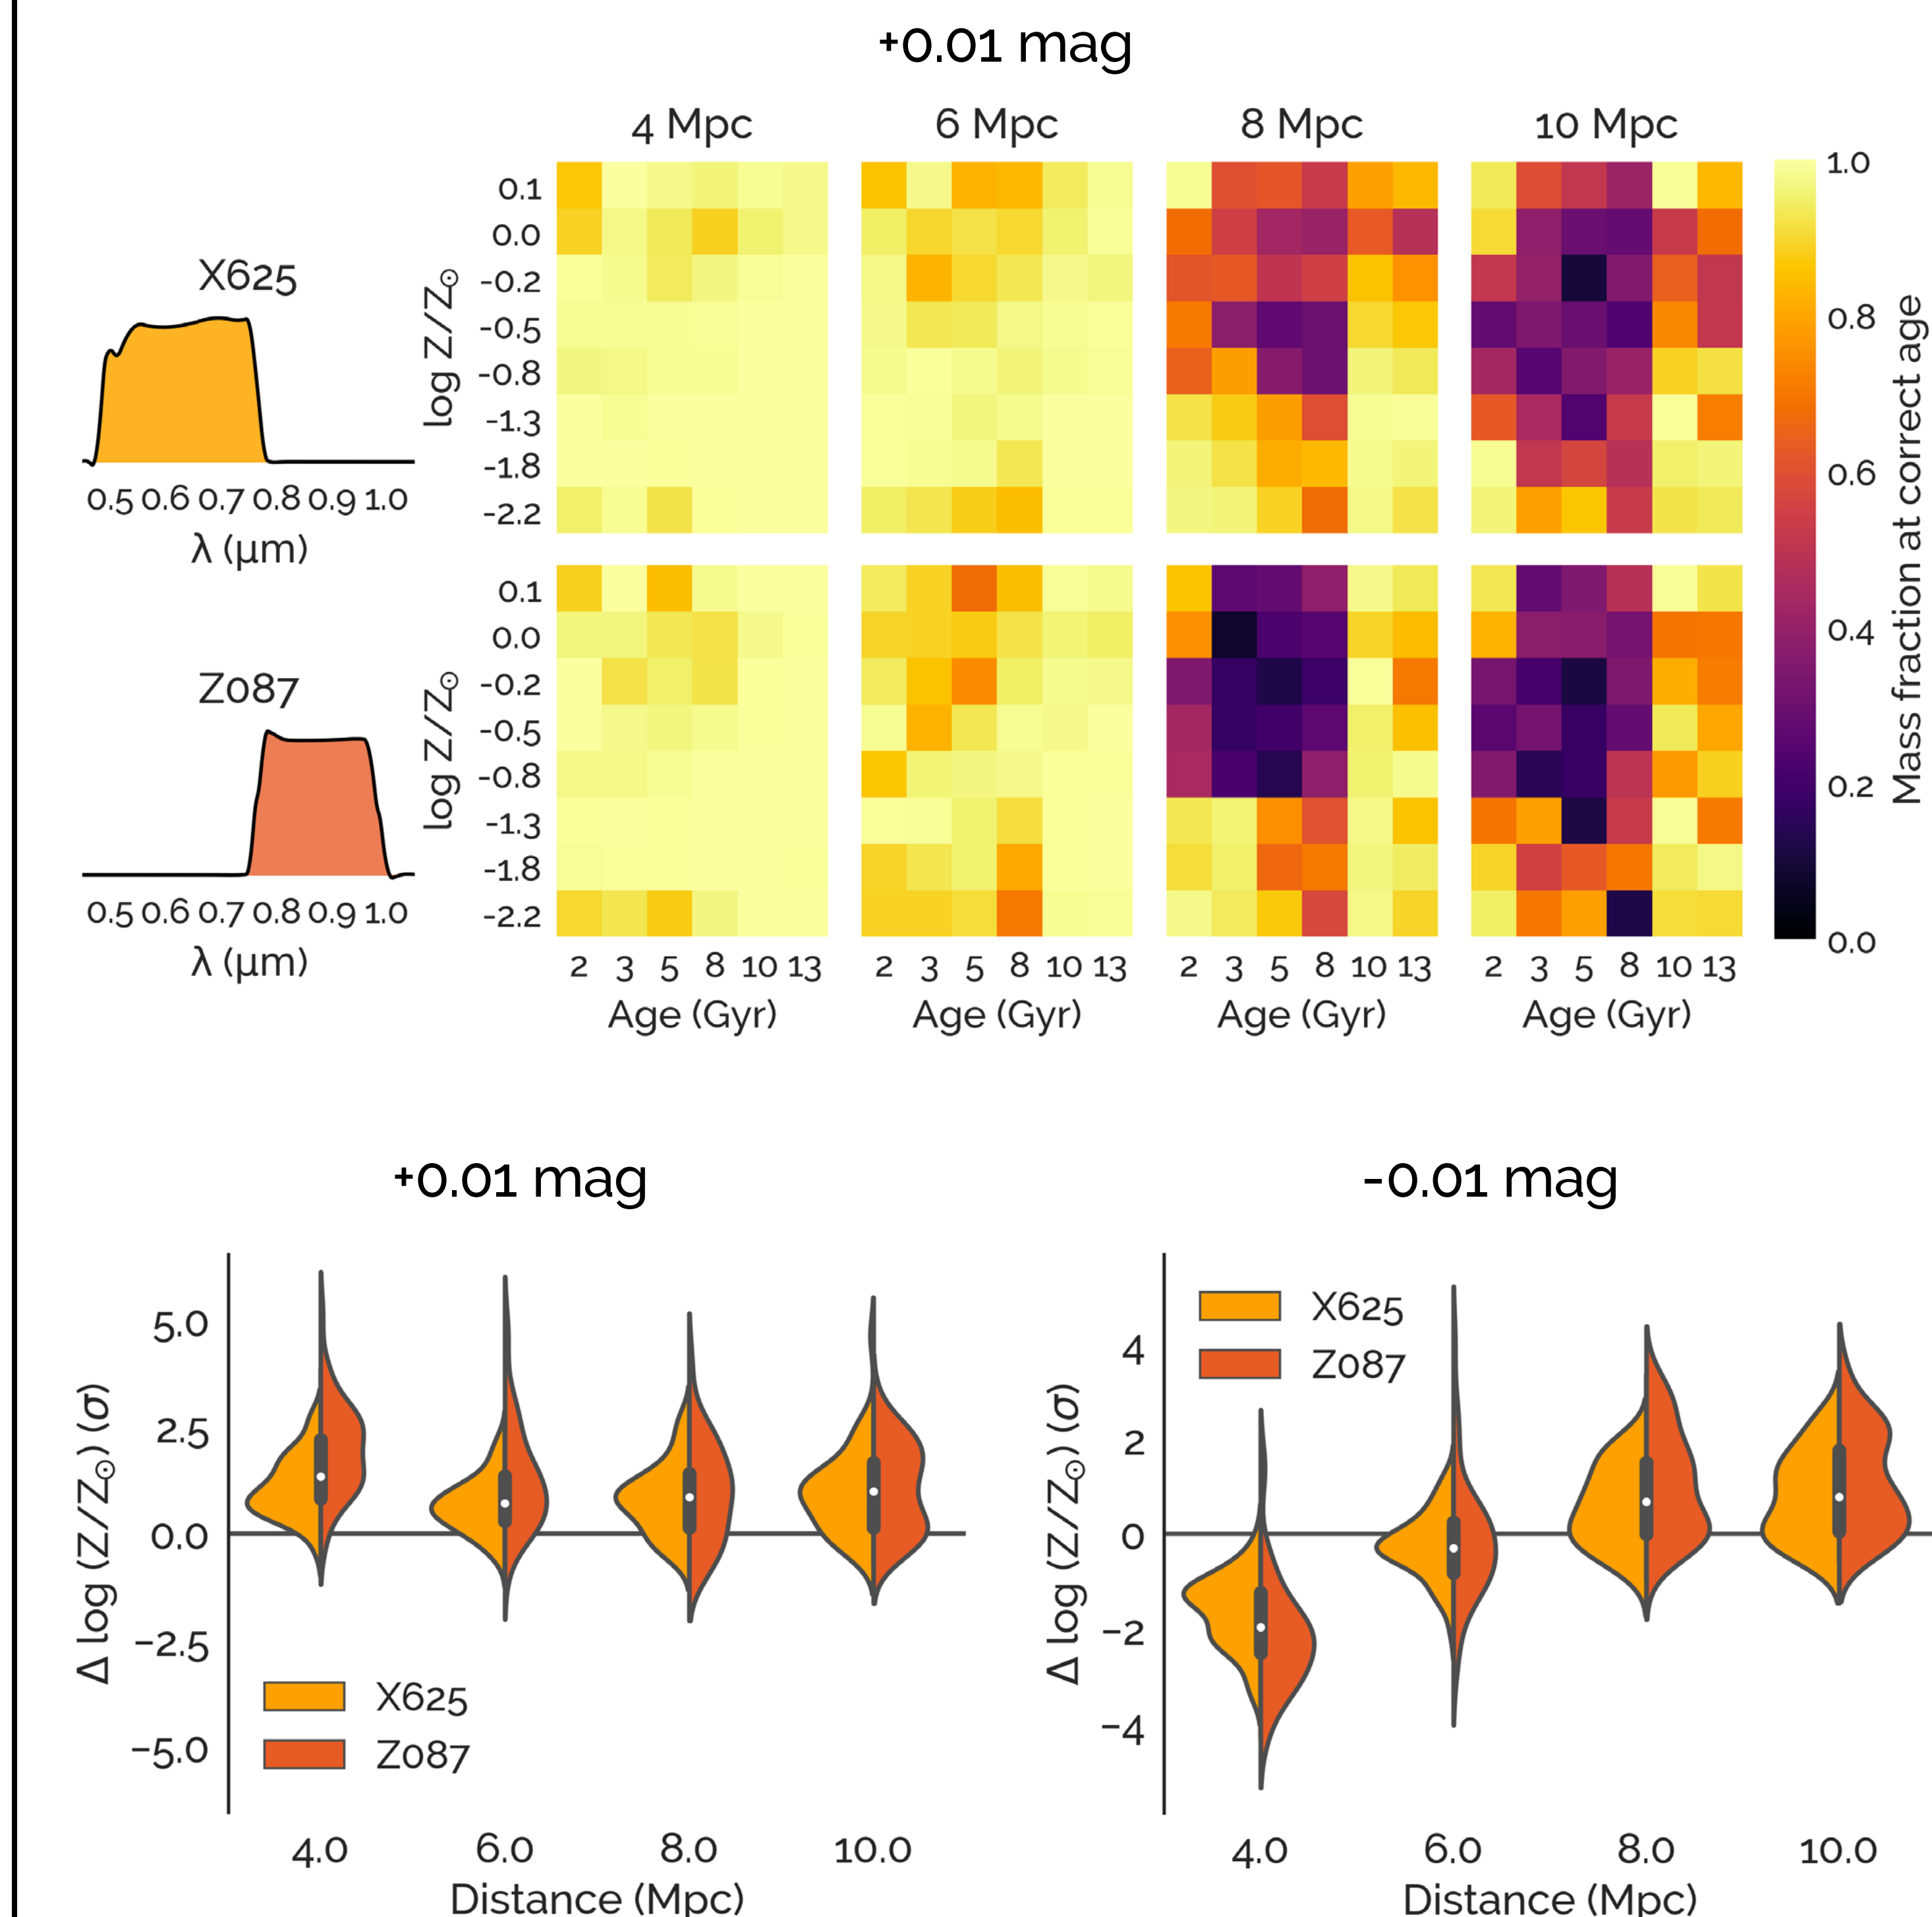 +0.01 mag
4 Mpc 6 Mpc 8 Mpc 10 Mpc
X625
0.5 0.6 0.7 0.8 0.9 1.0
λ (μm)
log Z/Z⊙
0.1
0.0
−0.2
−0.5
−0.8
−1.3
−1.8
−2.2
Z087
0.5 0.6 0.7 0.8 0.9 1.0
λ (μm)
log Z/Z⊙
0.1
0.0
−0.2
−0.5
−0.8
−1.3
−1.8
−2.2
2 3 5 8 10 13 2 3 5 8 10 13 2 3 5 8 10 13 2 3 5 8 10 13
Age (Gyr) Age (Gyr) Age (Gyr) Age (Gyr)
1.0
0.8
0.6
0.4
0.2
0.0
Mass fraction at correct age
+0.01 mag
Δ log (Z/Z⊙) (σ)
5.0
2.5
0.0
−2.5
−5.0
X625
Z087
4.0 6.0 8.0 10.0
Distance (Mpc)
-0.01 mag
Δ log (Z/Z⊙) (σ)
4
2
0
−2
−4
X625
Z087
4.0 6.0 8.0 10.0
Distance (Mpc)